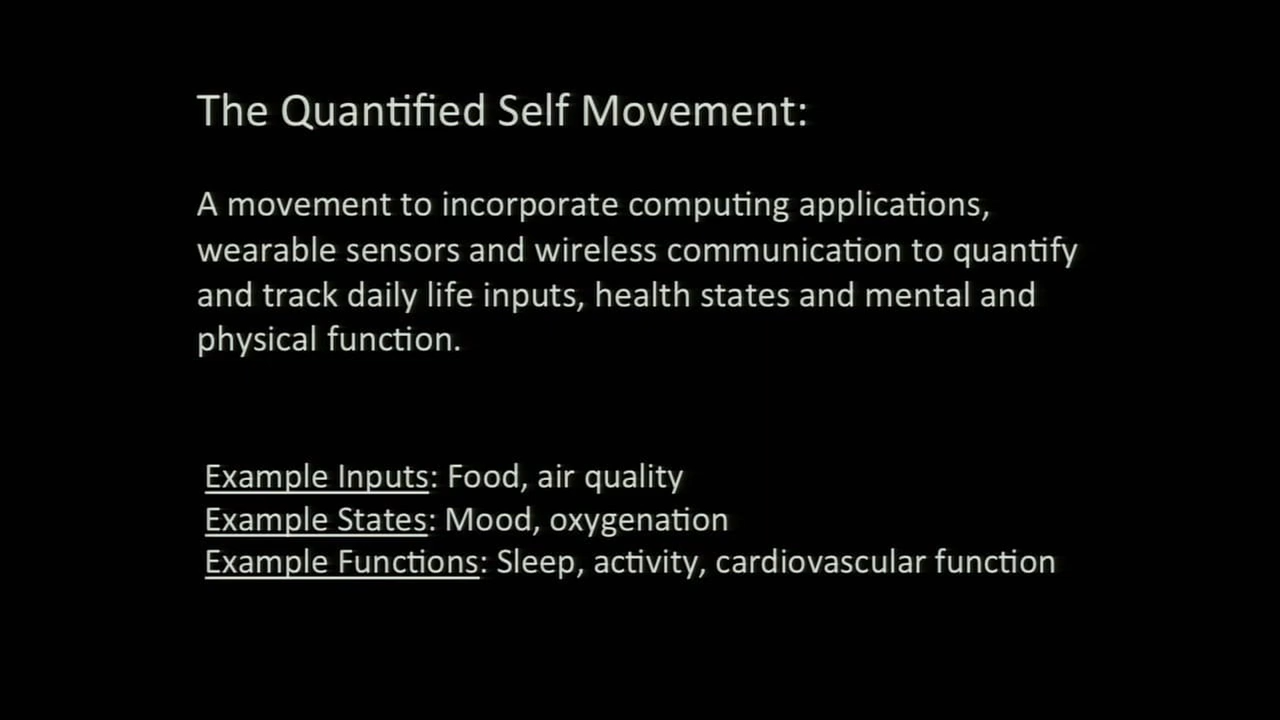 The Quantified Self Movement:
A movement to incorporate computing applications,
wearable sensors and wireless communication to quantify
and track daily life inputs, health states and mental and
physical function.
Example Inputs: Food, air quality
Example States: Mood, oxygenation
Example Functions: Sleep, activity, cardiovascular function